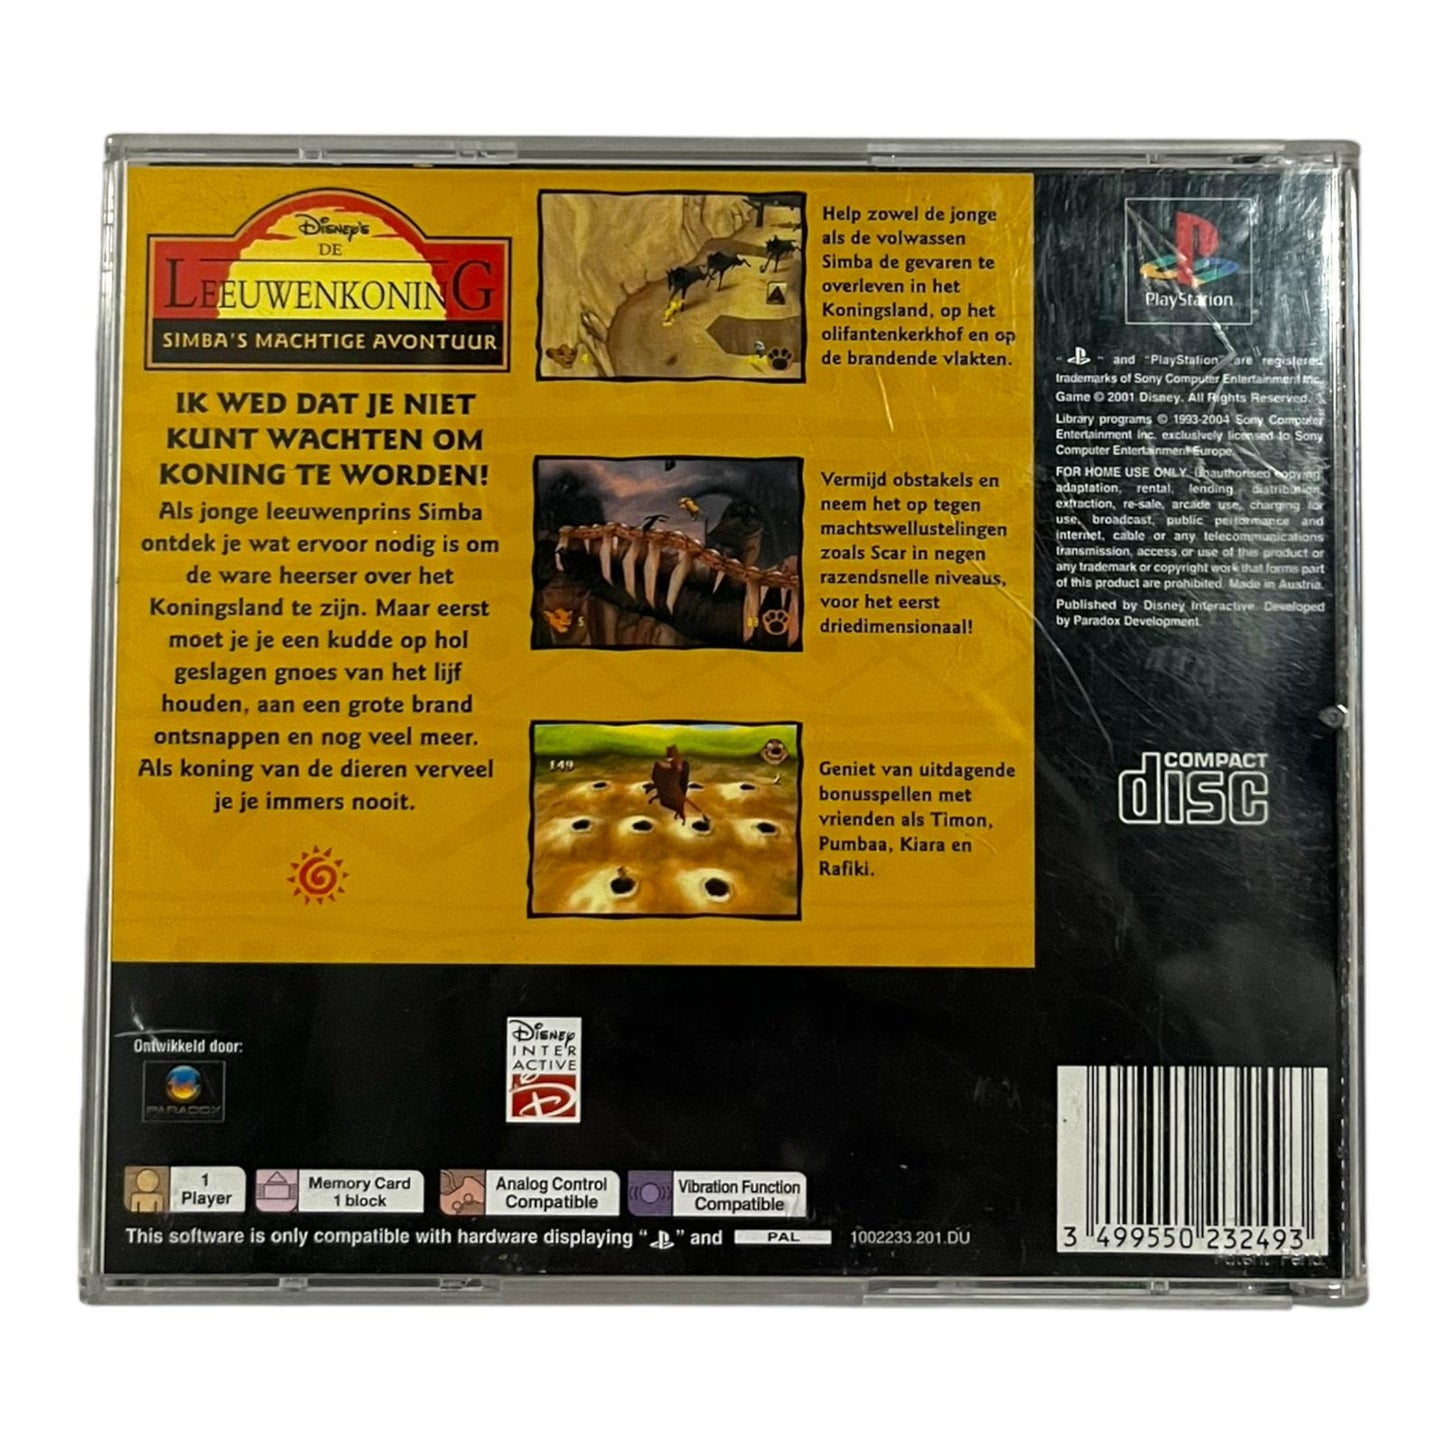 Disney's
DE
LEEUWENKONING
SIMBA'S MACHTIGE AVONTUUR
IK WED DAT JE NIET
KUNT WACHTEN OM
KONING TE WORDEN!
Als jonge leeuwenprins Simba
ontdek je wat ervoor nodig is om
de ware heerser over het
Koningsland te zijn. Maar eerst
moet je je een kudde op hol
geslagen gnoes van het lijf
houden, aan een grote brand
ontsnappen en nog veel meer.
Als koning van de dieren verveel
je je immers nooit.
4
Help zowel de jonge
als de volwassen
Simba de gevaren te
overleven in het
Koningsland, op het
olifantenkerkhof en op
de brandende vlakten.
5
03
Vermijd obstakels en
neem het op tegen
machtswellustelingen
zoals Scar in negen
razendsnelle niveaus,
voor het eerst
driedimensionaal!
149
Geniet van uitdagende
bonusspellen met
vrienden als Timon,
Pumbaa, Kiara en
Rafiki.
PlayStation
" " and "PlayStation" are registered
trademarks of Sony Computer Entertainment Inc.
Game © 2001 Disney. All Rights Reserved.
Library programs © 1993-2004 Sony Computer
Entertainment Inc. exclusively licensed to Sony
Computer Entertainment Europe.
FOR HOME USE ONLY. Unauthorised copying,
adaptation, rental, lending, distribution,
extraction, re-sale, arcade use, charging for
use, broadcast, public performance and
internet, cable or any telecommunications
transmission, access or use of this product or
any trademark or copyright work that forms part
of this product are prohibited. Made in Austria.
Published by Disney Interactive. Developed
by Paradox Development.
COMPACT
disc
Ontwikkeld door:
PARADOX
Disney
INTER
ACTIVE
D
1
Player
Memory Card
1 block
Analog Control
Compatible
Vibration Function
Compatible
This software is only compatible with hardware displaying " " and PAL
1002233.201.DU
3 499550 232493
Patent Pend.